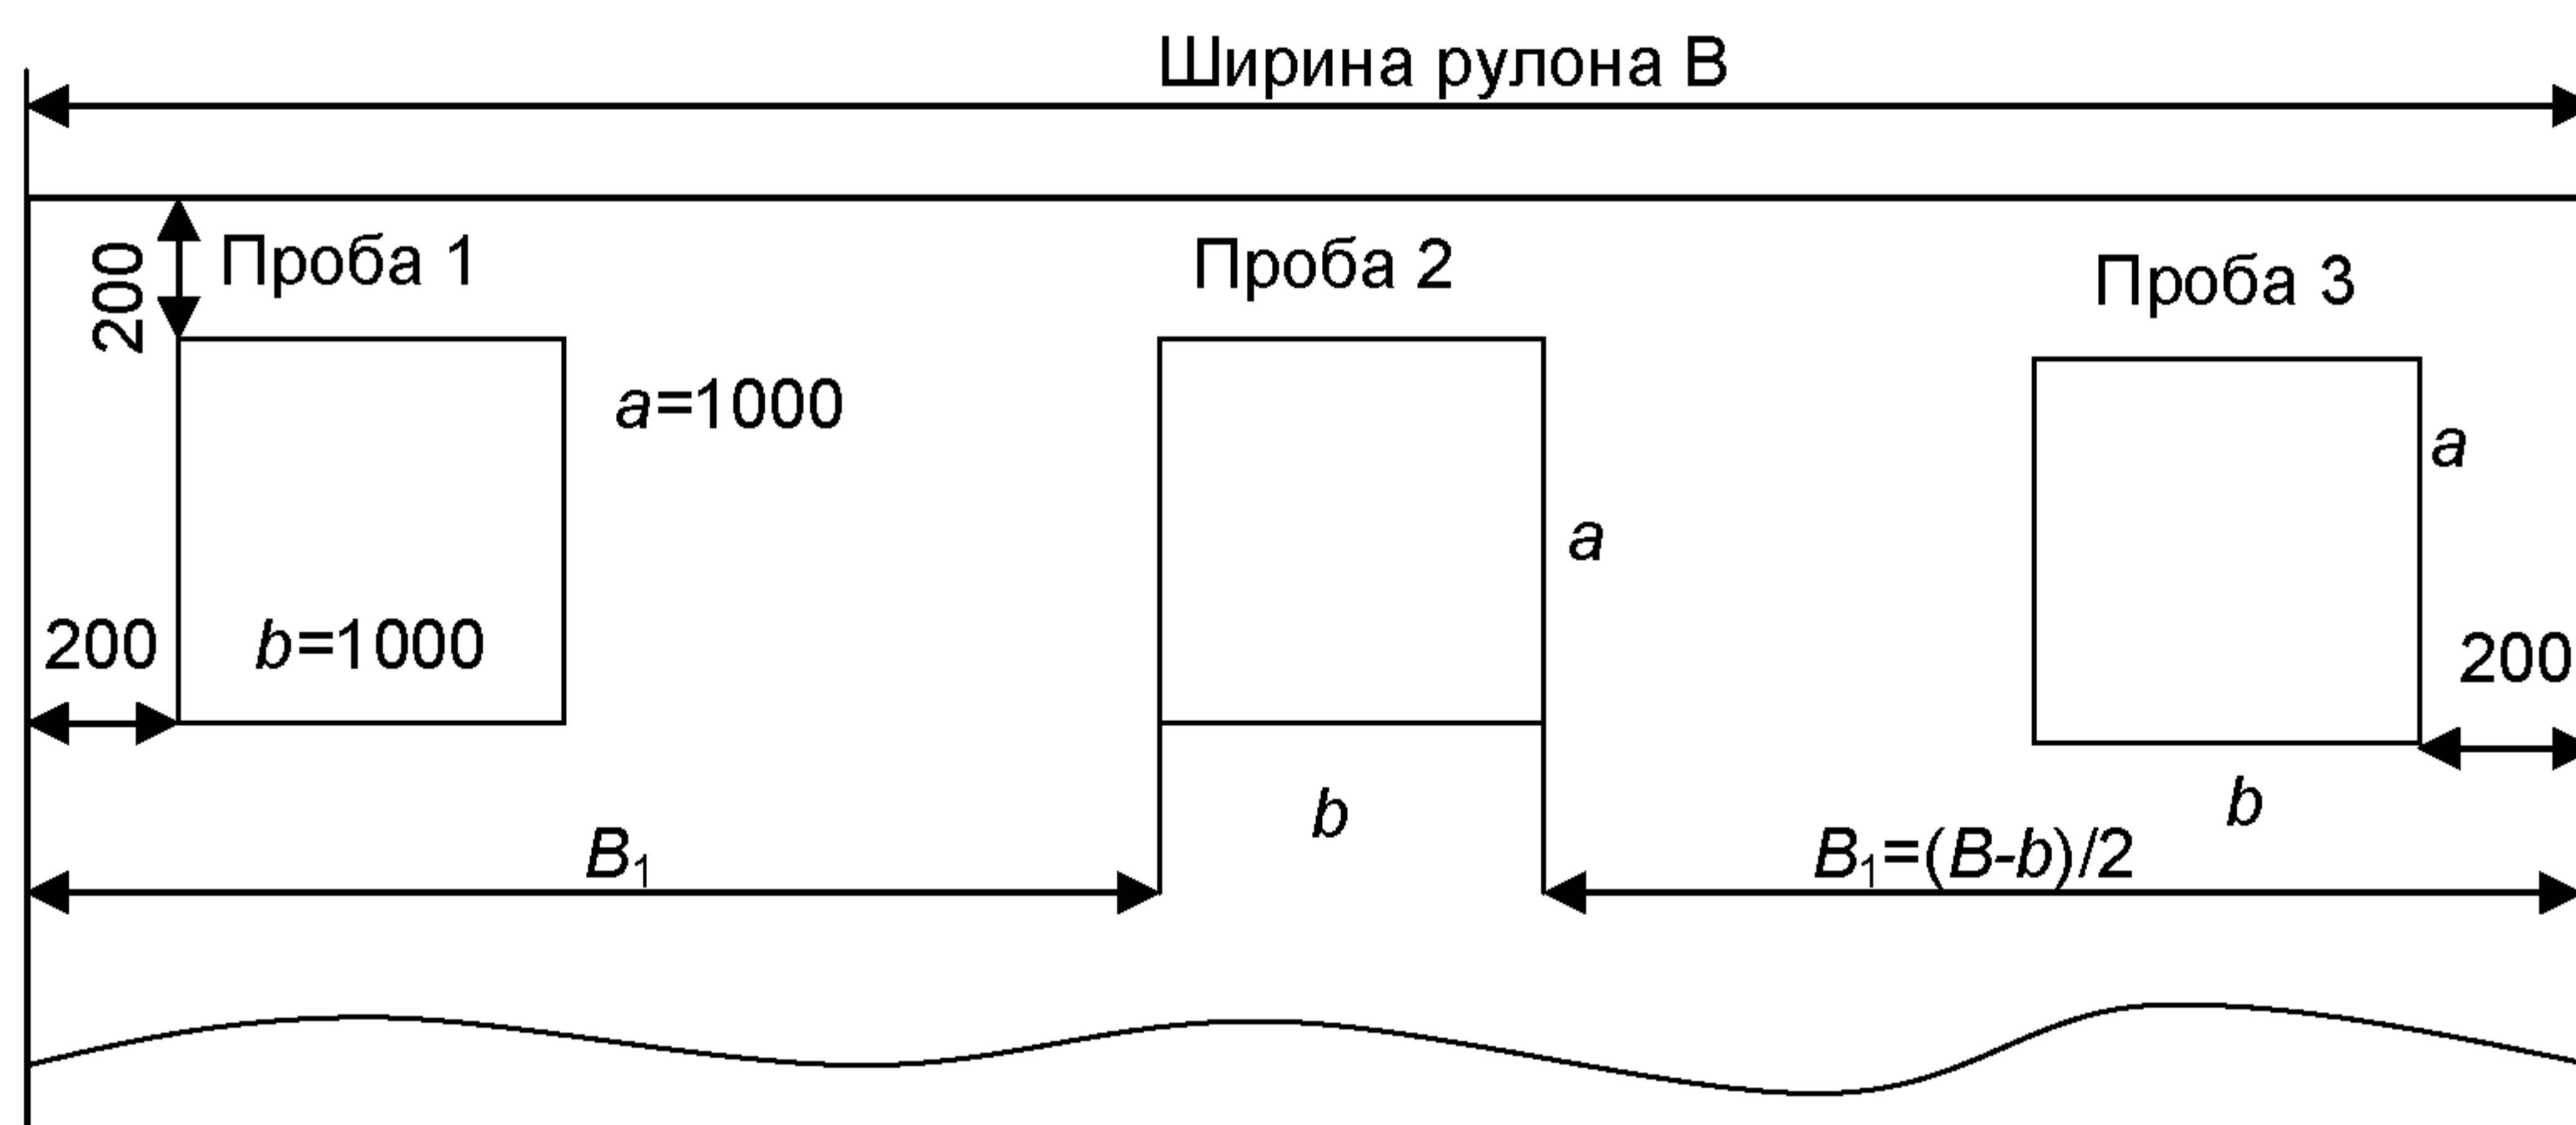 Ширина рулона В
200
Проба 1
Проба 2
Проба 3
a=1000
a
a
200
b=1000
200
b
b
B₁
B₁=(B-b)/2